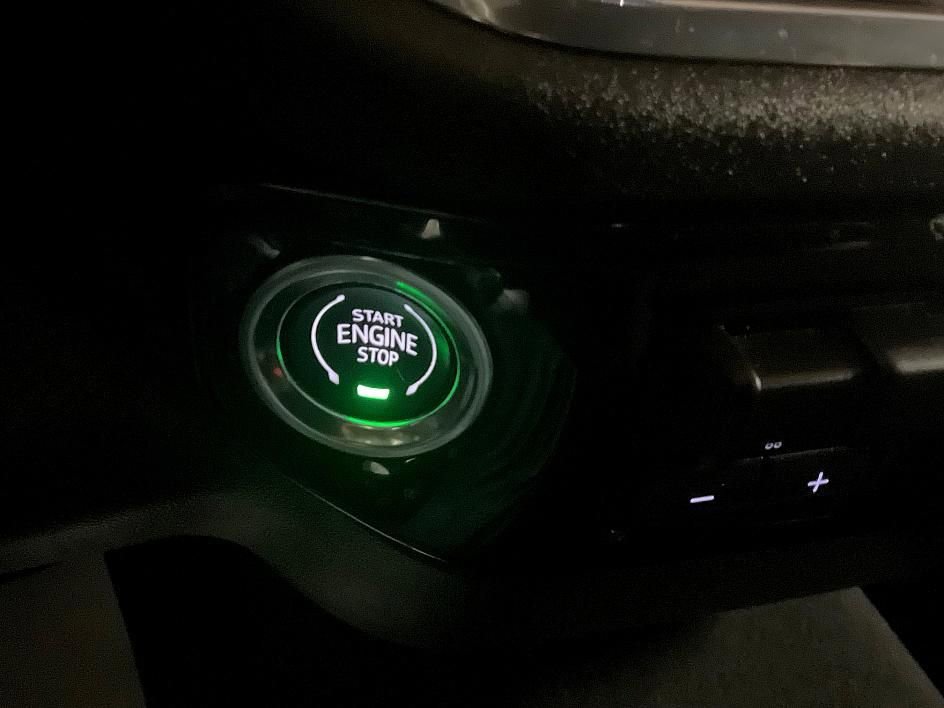 START
ENGINE
STOP
- +